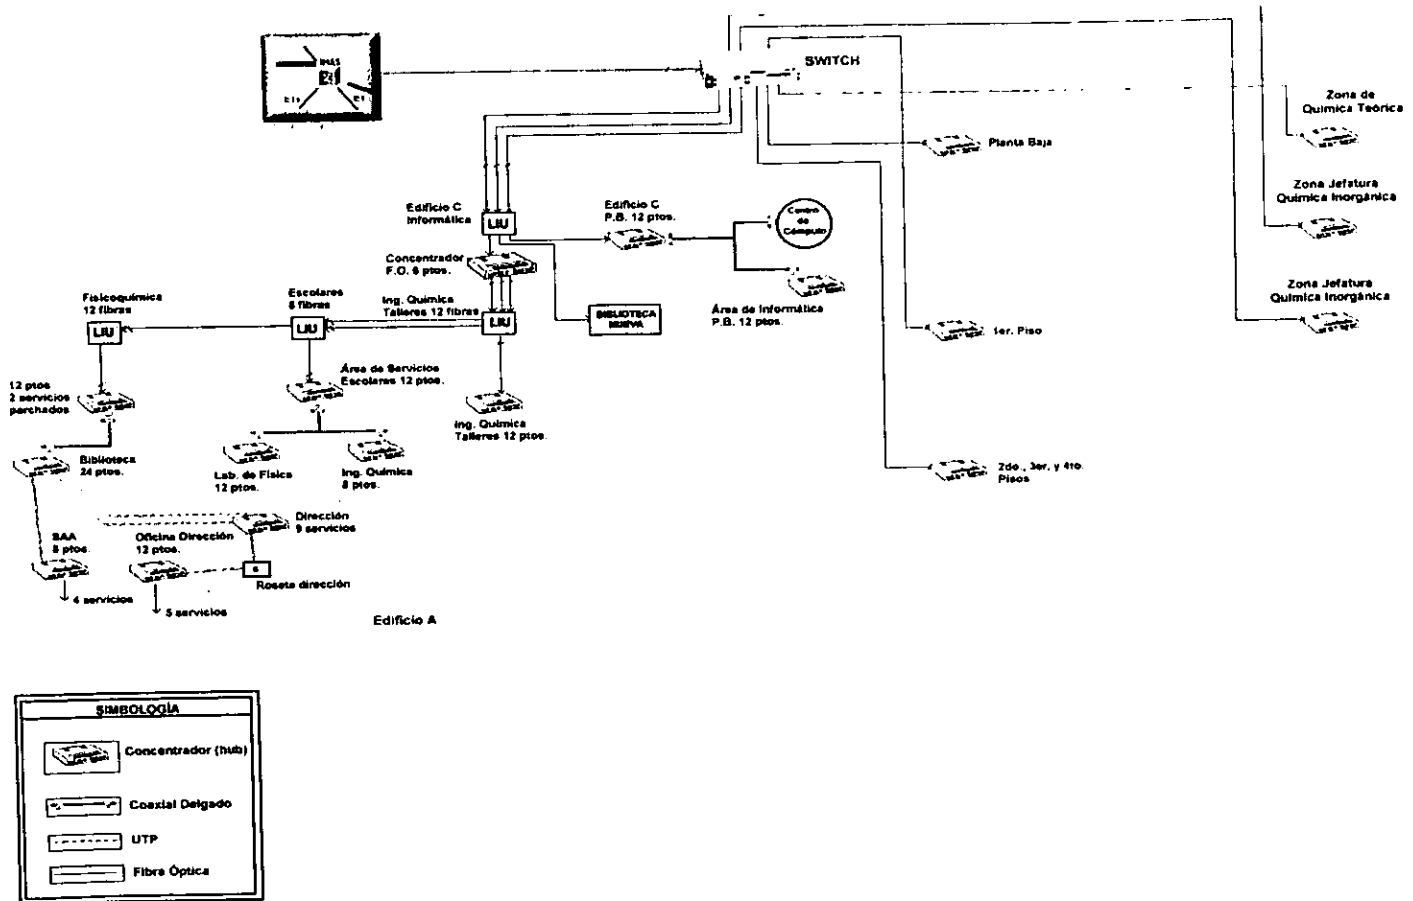 SWITCH
Zona de
Química Teórica
Planta Baja
Zona Jefatura
Química Inorgánica
Edificio C
Informática
LIU
Edificio C
P.B. 12 ptos.
Centro
de
Cómputo
Concentrador
F.O. 6 ptos.
Zona Jefatura
Química Inorgánica
Fisicoquímica
12 fibras
LIU
Escolares
6 fibras
LIU
Ing. Química
Talleres 12 fibras
LIU
BIBLIOTECA
NUEVA
Área de Informática
P.B. 12 ptos.
1er. Piso
12 ptos
2 servicios
parchados
Área de Servicios
Escolares 12 ptos.
Ing. Química
Talleres 12 ptos.
Biblioteca
24 ptos.
Lab. de Física
12 ptos.
Ing. Química
8 ptos.
2do., 3er, y 4to.
Pisos
Dirección
9 servicios
SAA
8 ptos.
Oficina Dirección
12 ptos.
Roseta dirección
4 servicios
5 servicios
Edificio A
SIMBOLOGÍA
Concentrador (hub)
Coaxial Delgado
UTP
Fibra Óptica